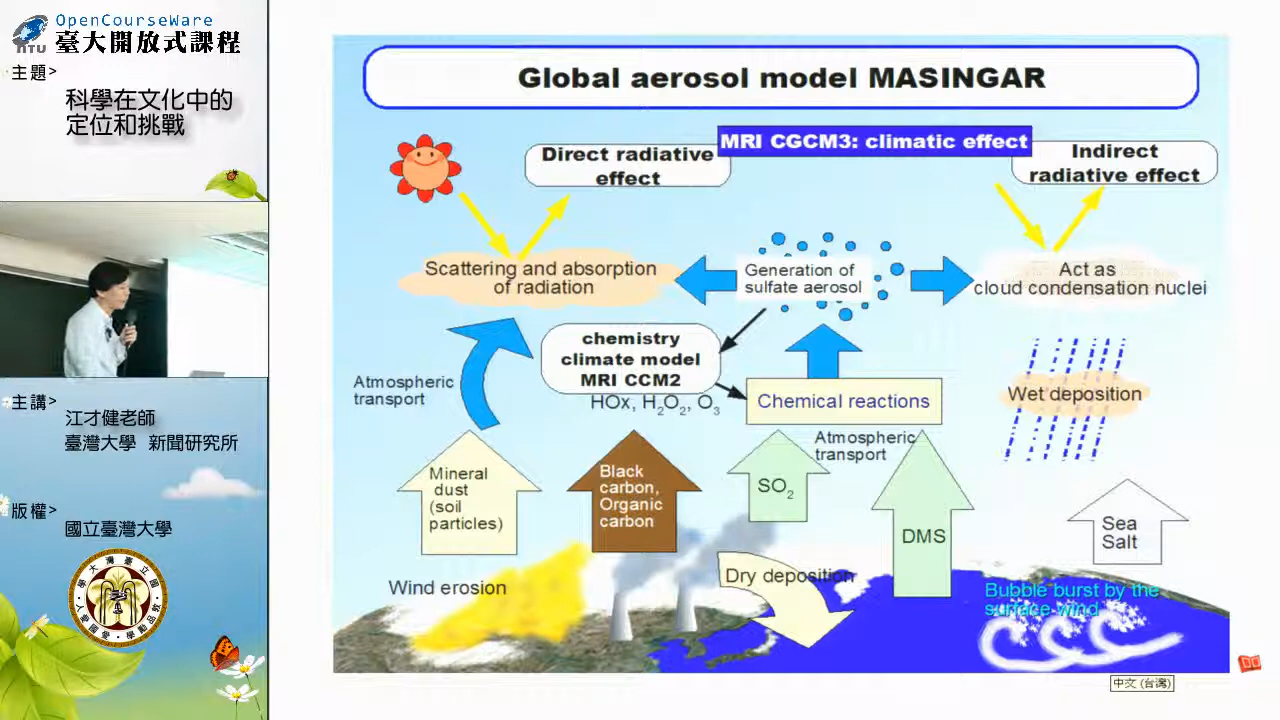 OpenCourseWare
NTU
臺大開放式課程
主題>
科學在文化中的
定位和挑戰
主講>
江才健老師
臺灣大學 新聞研究所
版權>
國立臺灣大學
Global aerosol model MASINGAR
MRI CGCM3: climatic effect
Direct radiative
effect
Indirect
radiative effect
Scattering and absorption
of radiation
Generation of
sulfate aerosol
Act as
cloud condensation nuclei
chemistry
climate model
MRI CCM2
HOx, H2O2, O3
Chemical reactions
Atmospheric
transport
Wet deposition
Atmospheric
transport
Mineral
dust
(soil
particles)
Black
carbon,
Organic
carbon
SO2
DMS
Sea
Salt
Wind erosion
Dry deposition
Bubble burst by the
surface wind
中文 (台灣)